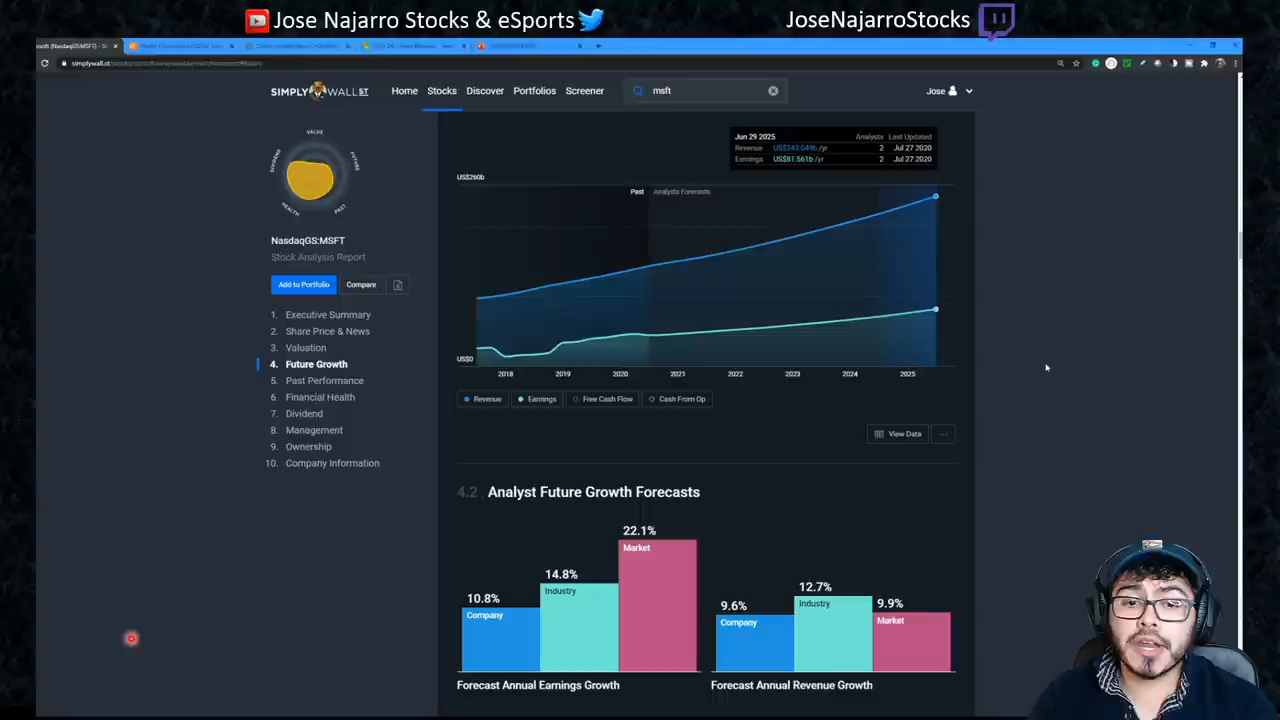 Jose Najarro Stocks & eSports
JoseNajarroStocks
SIMPLY WALL ST
Home
Stocks
Discover
Portfolios
Screener
msft
Jose
VALUE
FUTURE
PAST
HEALTH
DIVIDEND
NasdaqGS:MSFT
Stock Analysis Report
Add to Portfolio
Compare
1. Executive Summary
2. Share Price & News
3. Valuation
4. Future Growth
5. Past Performance
6. Financial Health
7. Dividend
8. Management
9. Ownership
10. Company Information
Jun 29 2025 Analysts Last Updated
Revenue US$243.049b /yr 2 Jul 27 2020
Earnings US$81.561b /yr 2 Jul 27 2020
US$260b
Past Analysts Forecasts
US$0
2018 2019 2020 2021 2022 2023 2024 2025
Revenue Earnings Free Cash Flow Cash From Op
View Data ...
4.2 Analyst Future Growth Forecasts
10.8%
Company
14.8%
Industry
22.1%
Market
Forecast Annual Earnings Growth
9.6%
Company
12.7%
Industry
9.9%
Market
Forecast Annual Revenue Growth